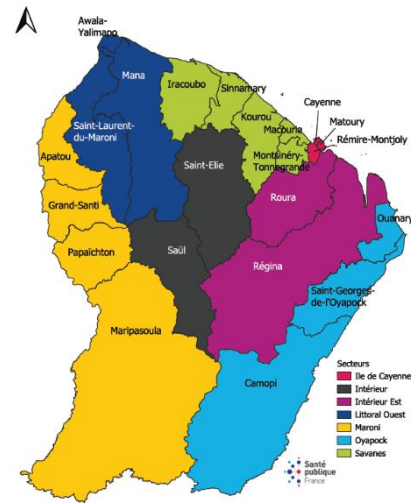 Awala-
Yalimapo
Mana
Iracoubo
Sinnamary
Cayenne
Kourou
Matoury
Macouria
Rémire-Montjoly
Saint-Laurent-
du-Maroni
Saint-Elie
Montsinéry-
Tonnegrande
Apatou
Roura
Grand-Santi
Ouanary
Papaïchton
Saül
Régina
Saint-Georges-
de-l'Oyapock
Maripasoula
Camopi
Secteurs
Ile de Cayenne
Intérieur
Intérieur Est
Littoral Ouest
Maroni
Oyapock
Savanes
Santé
publique
France